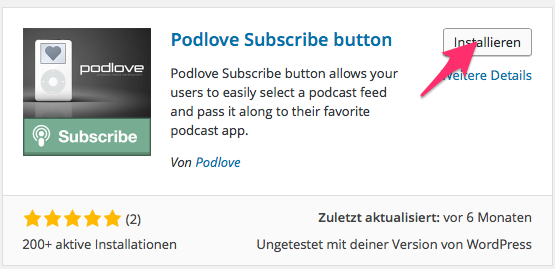 Podlove Subscribe button
Installieren
podlove
Weitere Details
Podlove Subscribe button allows your
users to easily select a podcast feed
and pass it along to their favorite
podcast app.
Subscribe
Von Podlove
(2)
Zuletzt aktualisiert: vor 6 Monaten
200+ aktive Installationen
Ungetestet mit deiner Version von WordPress